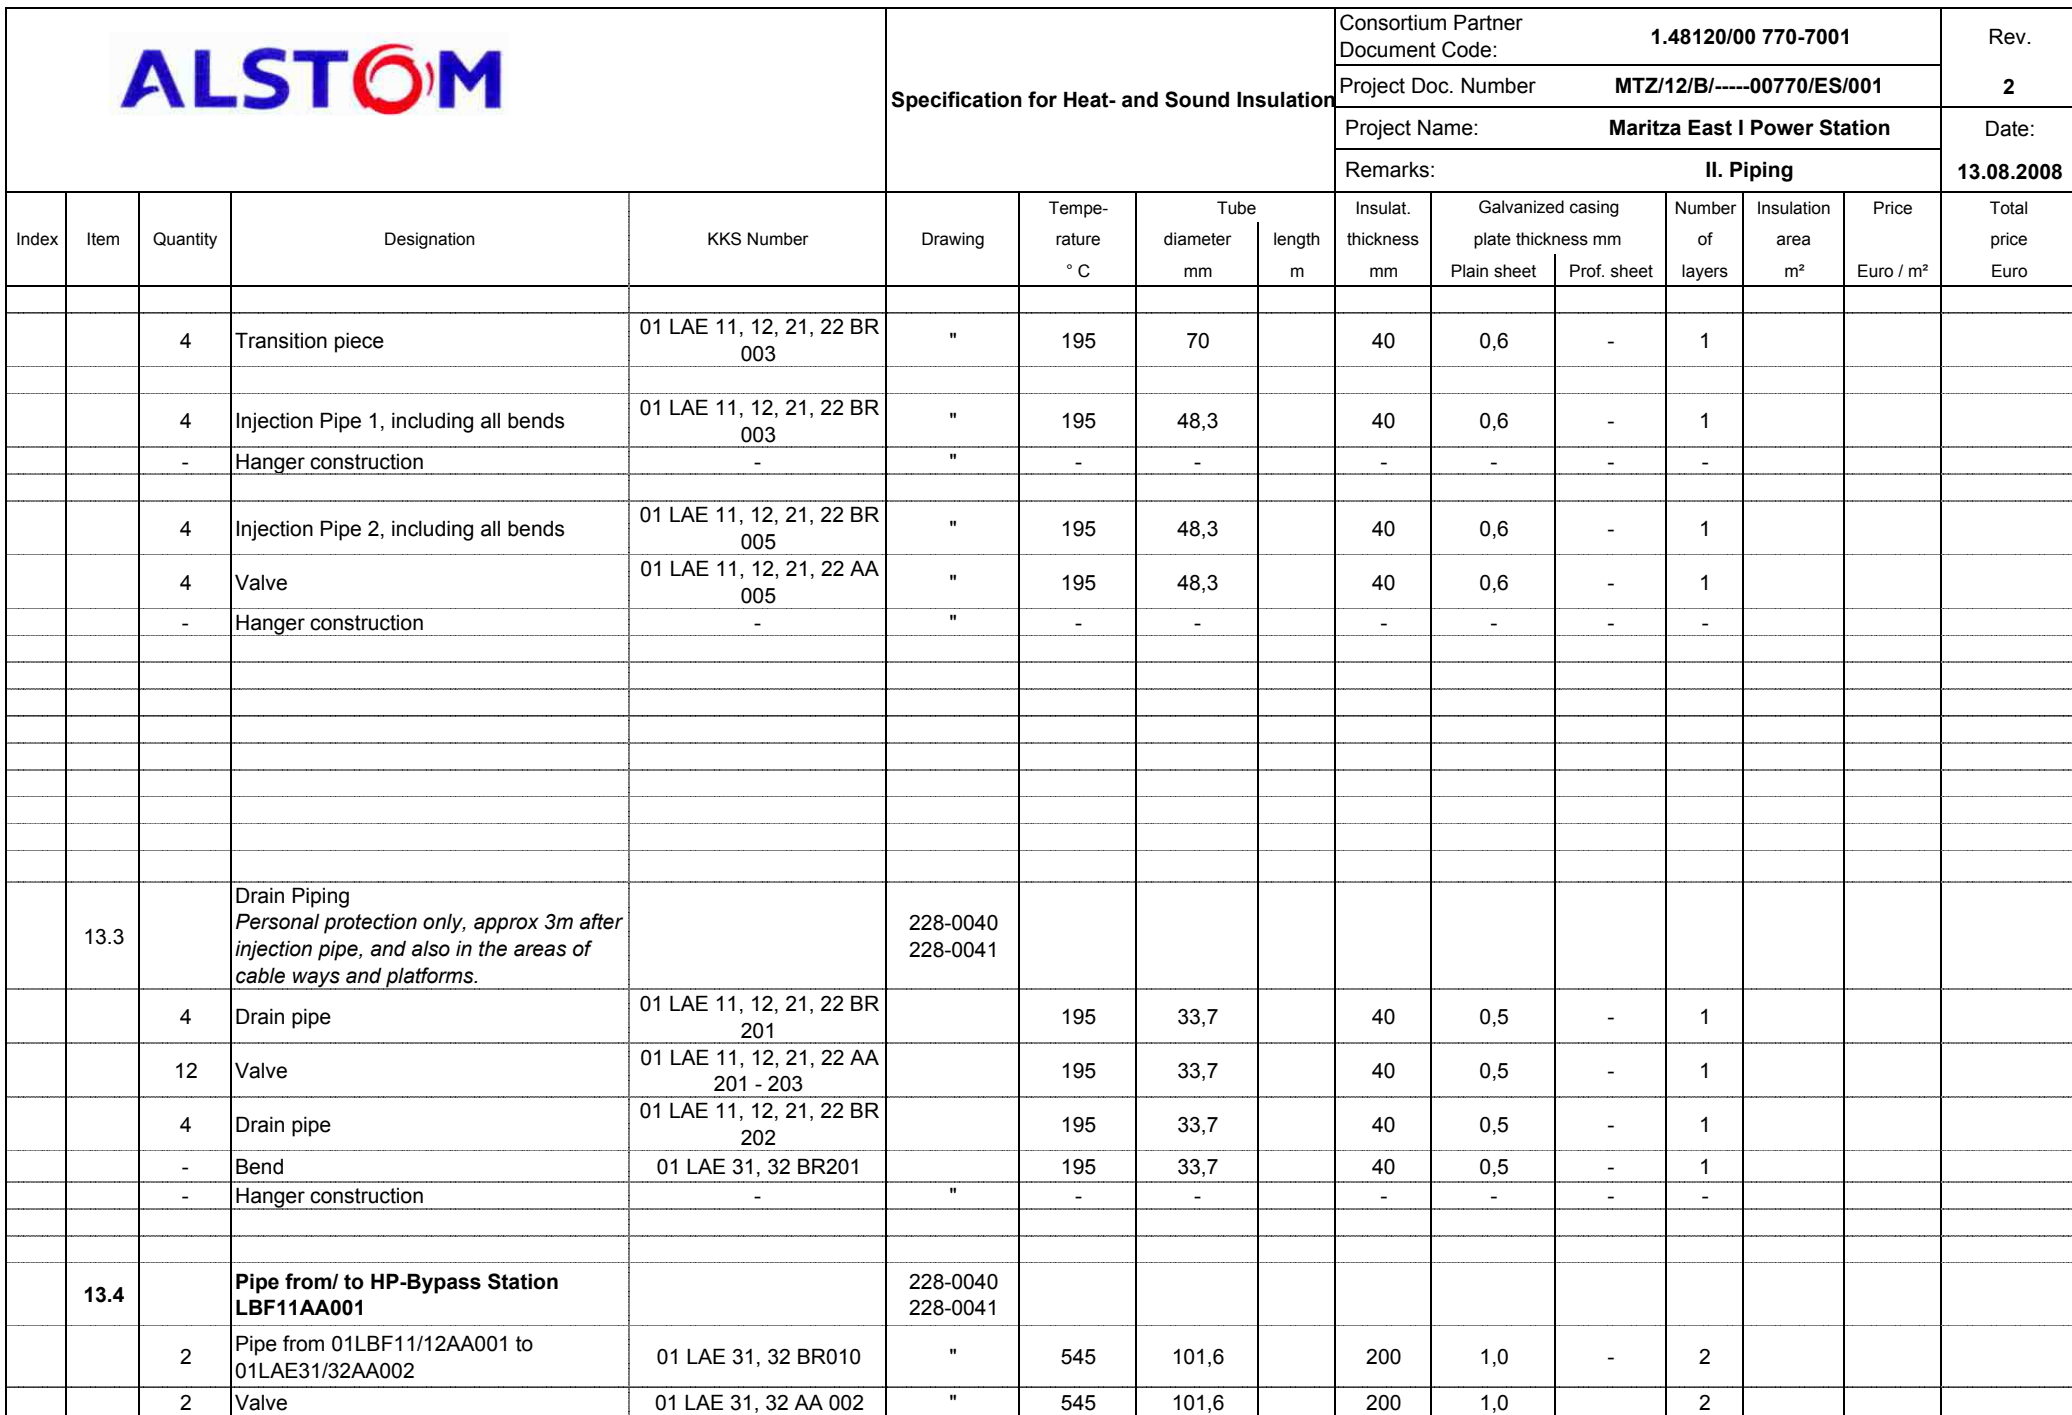 ALSTOM
Specification for Heat- and Sound Insulation
Consortium Partner
Document Code:
1.48120/00 770-7001
Rev.
Project Doc. Number MTZ/12/B/-----00770/ES/001 2
Project Name: Maritza East I Power Station Date:
Remarks: II. Piping 13.08.2008
Tempe- Tube Insulat. Galvanized casing Number Insulation Price Total
Index Item Quantity Designation KKS Number Drawing rature diameter length thickness plate thickness mm of area price
° C mm m mm Plain sheet Prof. sheet layers m² Euro / m² Euro
4 Transition piece 01 LAE 11, 12, 21, 22 BR
003 " 195 70 40 0,6 - 1
4 Injection Pipe 1, including all bends 01 LAE 11, 12, 21, 22 BR
003 " 195 48,3 40 0,6 - 1
- Hanger construction - " - - - - - -
4 Injection Pipe 2, including all bends 01 LAE 11, 12, 21, 22 BR
005 " 195 48,3 40 0,6 - 1
4 Valve 01 LAE 11, 12, 21, 22 AA
005 " 195 48,3 40 0,6 - 1
- Hanger construction - " - - - - - -
Drain Piping
Personal protection only, approx 3m after
13.3 injection pipe, and also in the areas of
cable ways and platforms.
228-0040
228-0041
4 Drain pipe 01 LAE 11, 12, 21, 22 BR
201 195 33,7 40 0,5 - 1
12 Valve 01 LAE 11, 12, 21, 22 AA
201 - 203 195 33,7 40 0,5 - 1
4 Drain pipe 01 LAE 11, 12, 21, 22 BR
202 195 33,7 40 0,5 - 1
- Bend 01 LAE 31, 32 BR201 195 33,7 40 0,5 - 1
- Hanger construction - " - - - - - -
13.4 Pipe from/ to HP-Bypass Station
LBF11AA001
228-0040
228-0041
2 Pipe from 01LBF11/12AA001 to
01LAE31/32AA002 01 LAE 31, 32 BR010 " 545 101,6 200 1,0 - 2
2 Valve 01 LAE 31, 32 AA 002 " 545 101,6 200 1,0 2